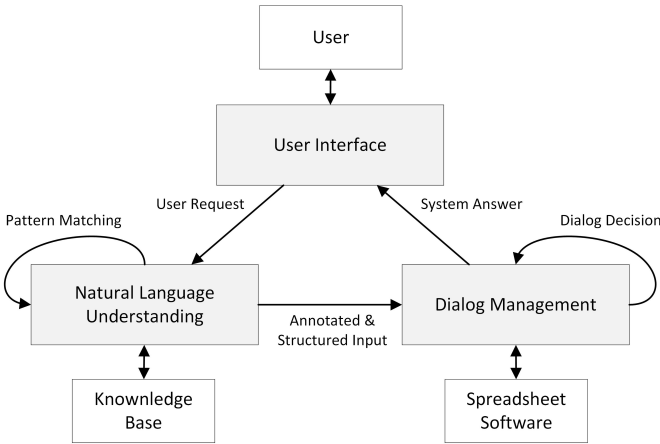 User
User Interface
User Request
System Answer
Pattern Matching
Dialog Decision
Natural Language
Understanding
Annotated &
Structured Input
Dialog Management
Knownledge
Base
Spreadsheet
Software